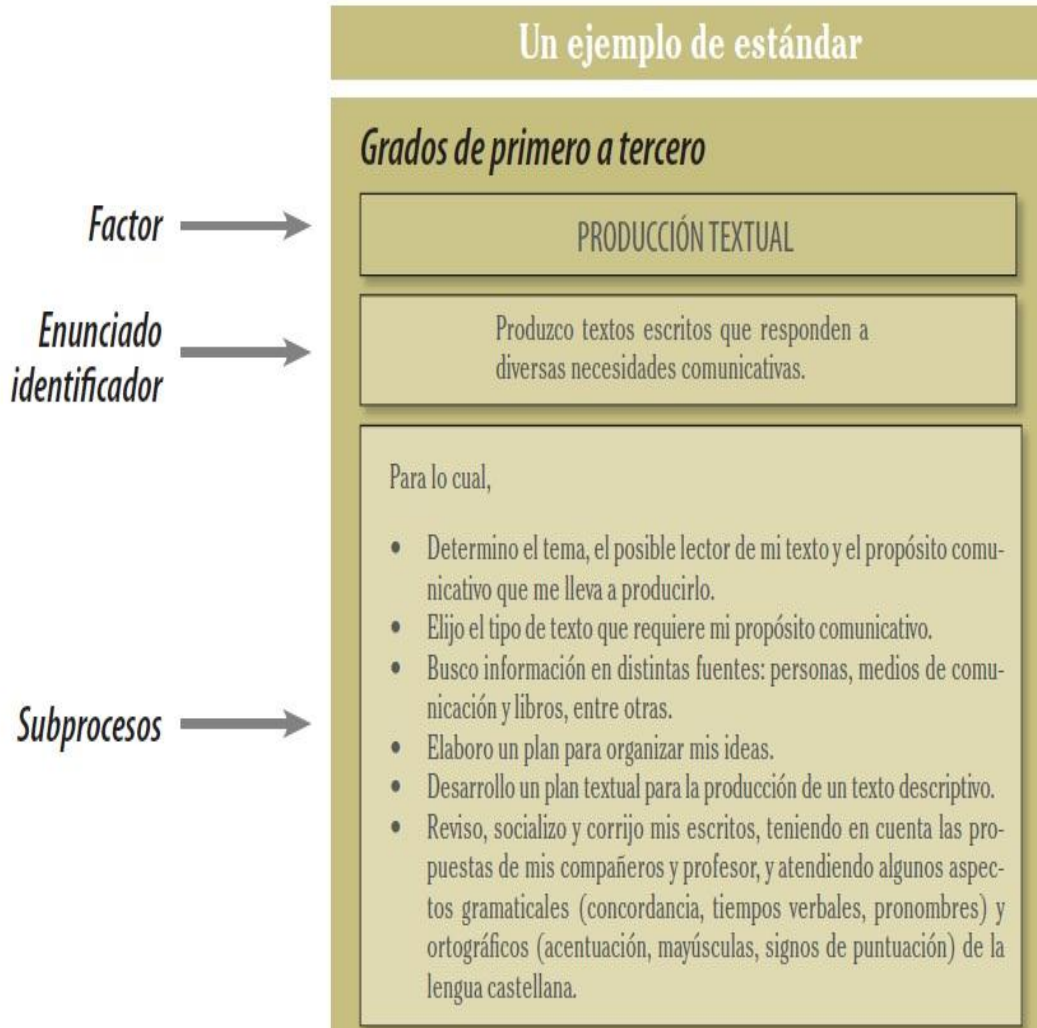 Un ejemplo de estándar
Grados de primero a tercero
Factor
PRODUCCIÓN TEXTUAL
Enunciado
identificador
Produzco textos escritos que responden a
diversas necesidades comunicativas.
Subprocesos
Para lo cual,
• Determino el tema, el posible lector de mi texto y el propósito comu-
nicativo que me lleva a producirlo.
• Elijo el tipo de texto que requiere mi propósito comunicativo.
• Busco información en distintas fuentes: personas, medios de comu-
nicación y libros, entre otras.
• Elaboro un plan para organizar mis ideas.
• Desarrollo un plan textual para la producción de un texto descriptivo.
• Reviso, socializo y corrijo mis escritos, teniendo en cuenta las pro-
puestas de mis compañeros y profesor, y atendiendo algunos aspec-
tos gramaticales (concordancia, tiempos verbales, pronombres) y
ortográficos (acentuación, mayúsculas, signos de puntuación) de la
lengua castellana.